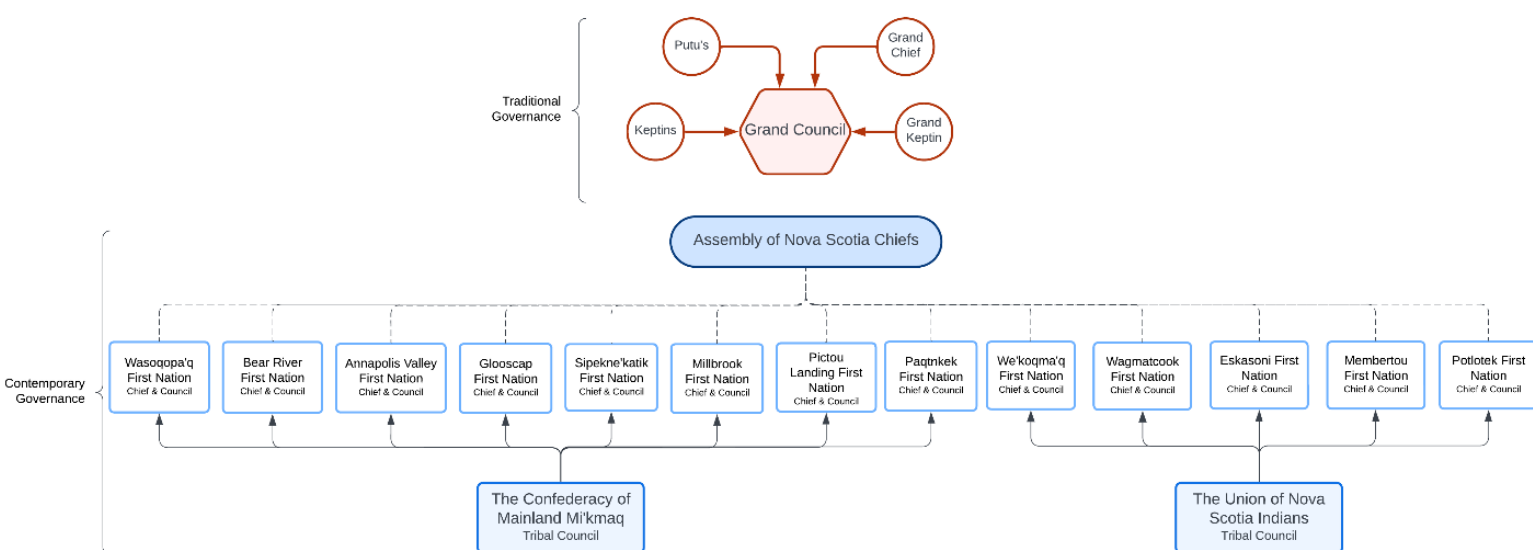 Putu's
Grand
Chief
Traditional
Governance
Keptins
Grand Council
Grand
Keptin
Assembly of Nova Scotia Chiefs
Contemporary
Governance
Wasoqopa'q
First Nation
Chief & Council
Bear River
First Nation
Chief & Council
Annapolis Valley
First Nation
Chief & Council
Glooscap
First Nation
Chief & Council
Sipekne'katik
First Nation
Chief & Council
Millbrook
First Nation
Chief & Council
Pictou
Landing First
Nation
Chief & Council
Paqtnkek
First Nation
Chief & Council
We'koqma'q
First Nation
Chief & Council
Wagmatcook
First Nation
Chief & Council
Eskasoni First
Nation
Chief & Council
Membertou
First Nation
Chief & Council
Potlotek First
Nation
Chief & Council
The Confederacy of
Mainland Mi'kmaq
Tribal Council
The Union of Nova
Scotia Indians
Tribal Council